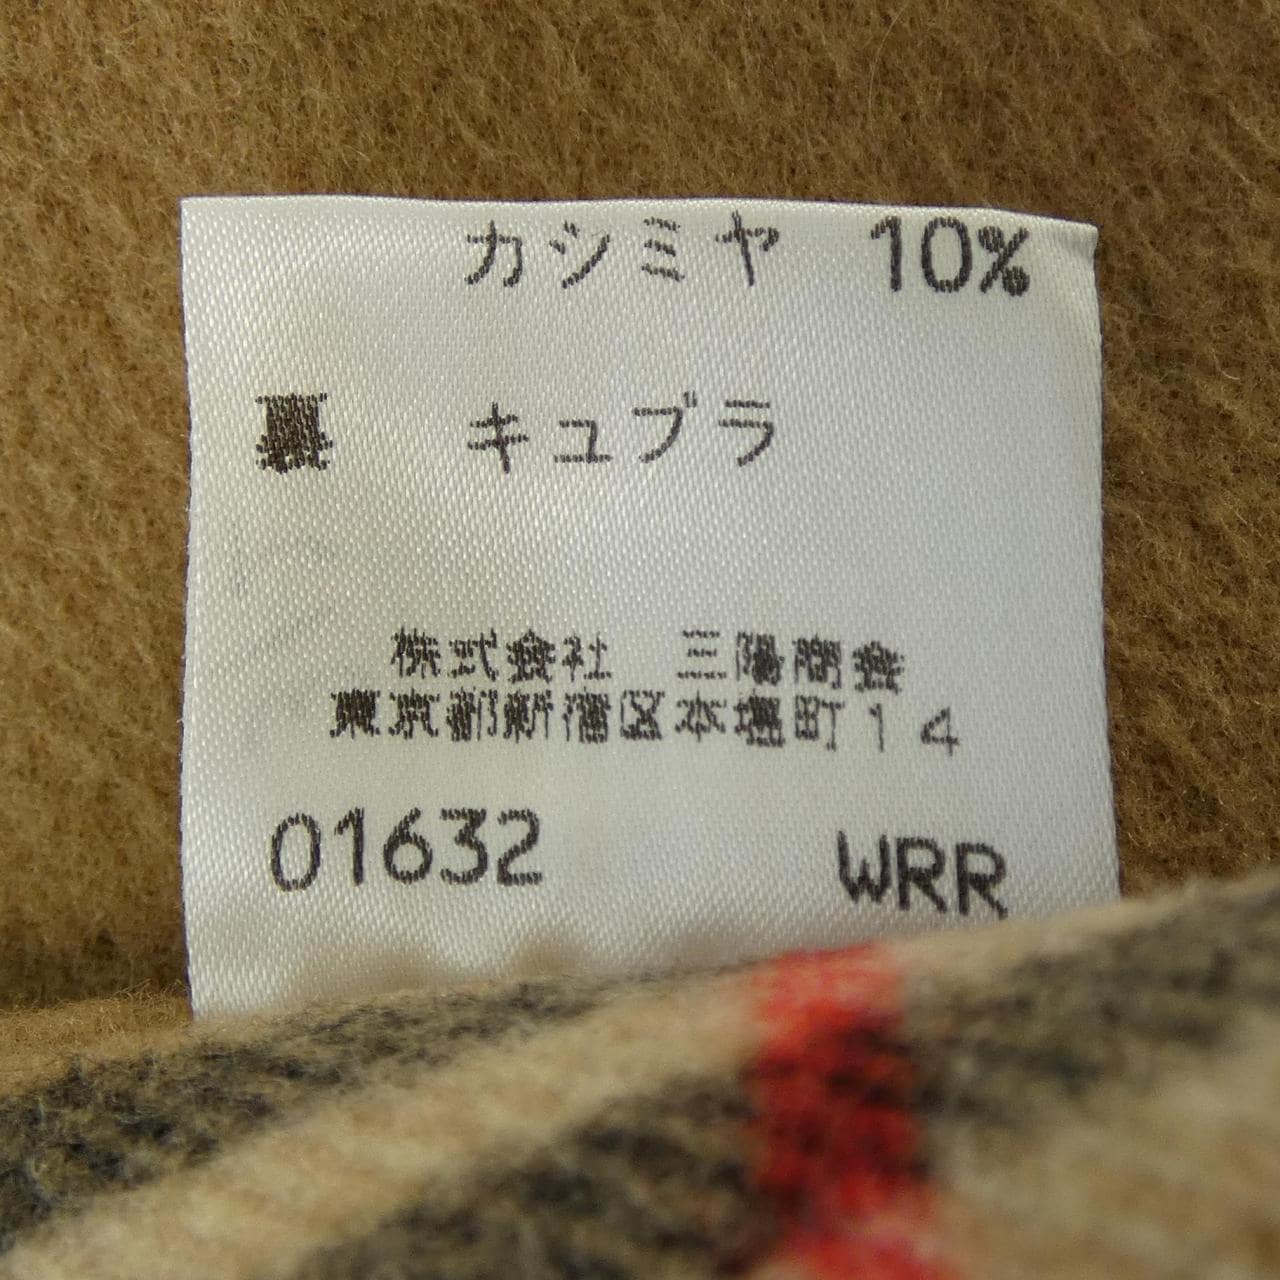 カシミヤ 10%
裏 キュプラ
株式会社 三陽商会
東京都新宿区本塩町14
01632 WRR